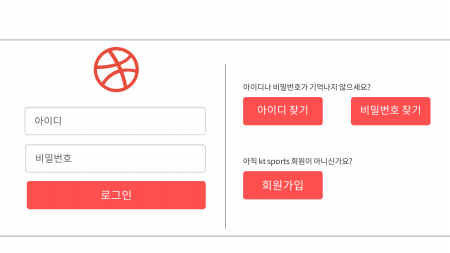 아이디
비밀번호
로그인
아이디나 비밀번호가 기억나지 않으세요?
아이디 찾기
비밀번호 찾기
아직 kt sports 회원이 아니신가요?
회원가입